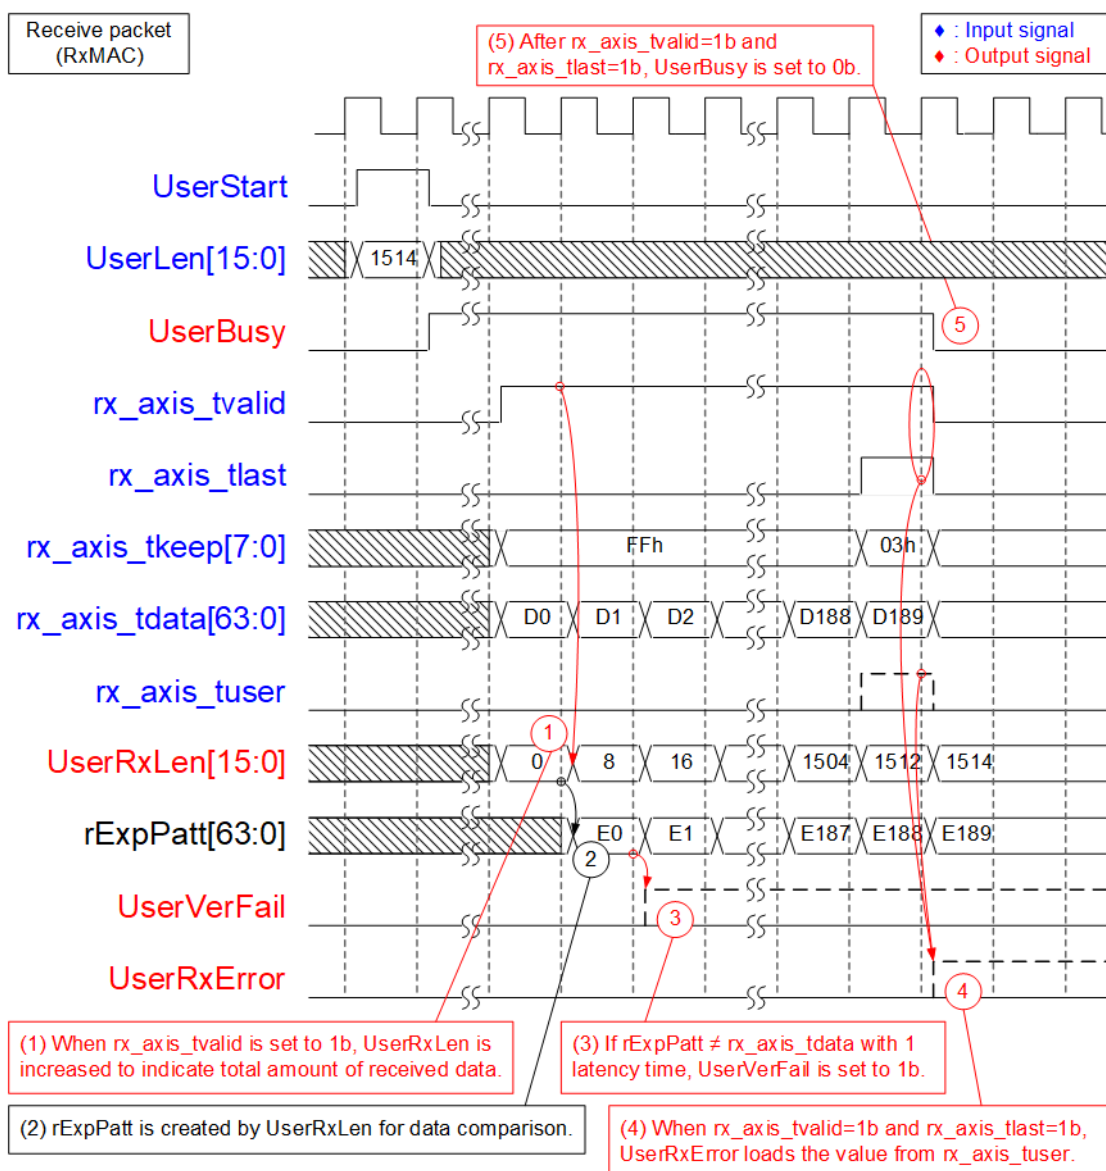 Receive packet
(RxMAC)
(5) After rx_axis_tvalid=1b and
rx_axis_tlast=1b, UserBusy is set to 0b.
♦ : Input signal
♦ : Output signal
UserStart
UserLen[15:0]
1514
UserBusy
5
rx_axis_tvalid
rx_axis_tlast
rx_axis_tkeep[7:0]
FFh
03h
rx_axis_tdata[63:0]
D0
D1
D2
D188
D189
rx_axis_tuser
1
UserRxLen[15:0]
0
8
16
1504
1512
1514
rExpPatt[63:0]
E0
E1
E187
E188
E189
2
UserVerFail
3
UserRxError
4
(1) When rx_axis_tvalid is set to 1b, UserRxLen is
increased to indicate total amount of received data.
(3) If rExpPatt ≠ rx_axis_tdata with 1
latency time, UserVerFail is set to 1b.
(2) rExpPatt is created by UserRxLen for data comparison.
(4) When rx_axis_tvalid=1b and rx_axis_tlast=1b,
UserRxError loads the value from rx_axis_tuser.